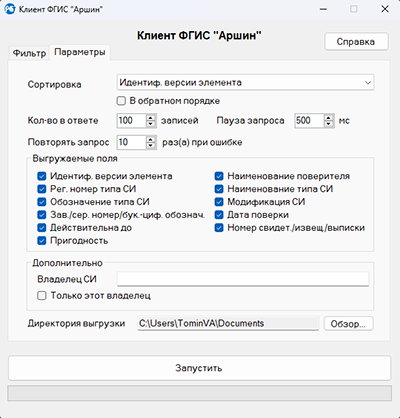 Клиент ФГИС "Аршин"
Клиент ФГИС "Аршин"
Справка
Фильтр Параметры
Сортировка Идентиф. версии элемента
В обратном порядке
Кол-во в ответе 100 записей Пауза запроса 500 мс
Повторять запрос 10 раз(а) при ошибке
Выгружаемые поля
Идентиф. версии элемента Наименование поверителя
Рег. номер типа СИ Наименование типа СИ
Обозначение типа СИ Модификация СИ
Зав./сер. номер/бук.-циф. обознач. Дата поверки
Действительна до Номер свидет./извещ./выписки
Пригодность
Дополнительно
Владелец СИ
Только этот владелец
Директория выгрузки C:\Users\TominVA\Documents Обзор...
Запустить